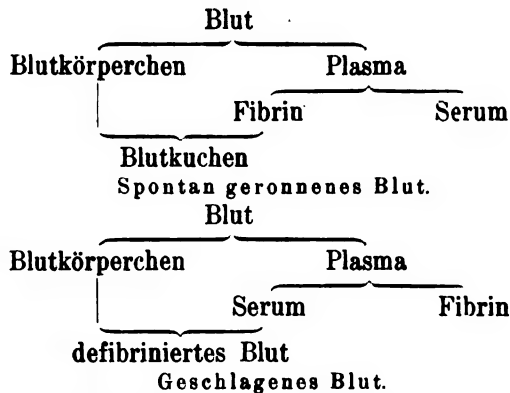 Blut
Blutkörperchen Plasma
Fibrin Serum
Blutkuchen
Spontan geronnenes Blut.
Blut
Blutkörperchen Plasma
Serum Fibrin
defibriniertes Blut
Geschlagenes Blut.